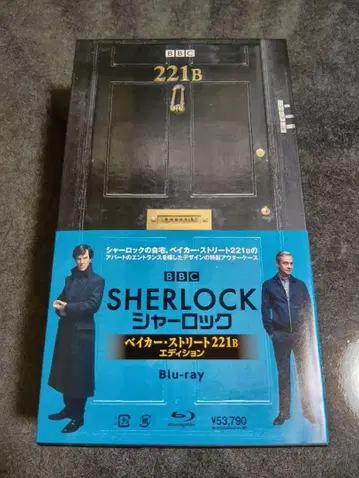 BBC
221B
シャーロックの自宅、ベイカー・ストリート221Bの
アパートのエントランスを模したデザインの特製アウターケース
BBC
SHERLOCK
シャーロック
ベイカー・ストリート221B
エディション
Blu-ray
¥53,790